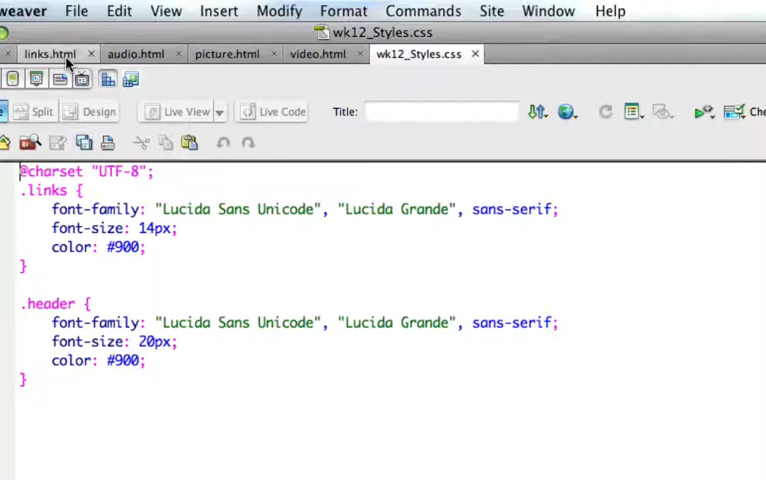 weaver File Edit View Insert Modify Format Commands Site Window Help
wk12_Styles.css
links.html audio.html picture.html video.html wk12_Styles.css
Split Design Live View Live Code Title: Che
@charset "UTF-8";
.links {
font-family: "Lucida Sans Unicode", "Lucida Grande", sans-serif;
font-size: 14px;
color: #900;
}
.header {
font-family: "Lucida Sans Unicode", "Lucida Grande", sans-serif;
font-size: 20px;
color: #900;
}